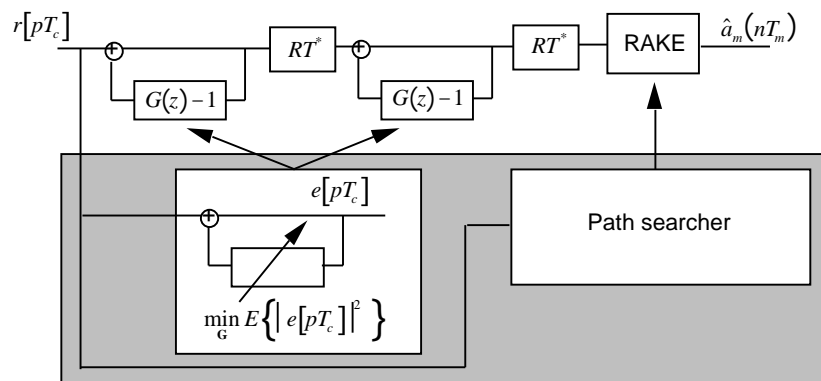 r[pT_c]
RT*
RT*
RAKE
â_m(nT_m)
G(z) − 1
G(z) − 1
e[pT_c]
Path searcher
min_G E{| e[pT_c]|²}